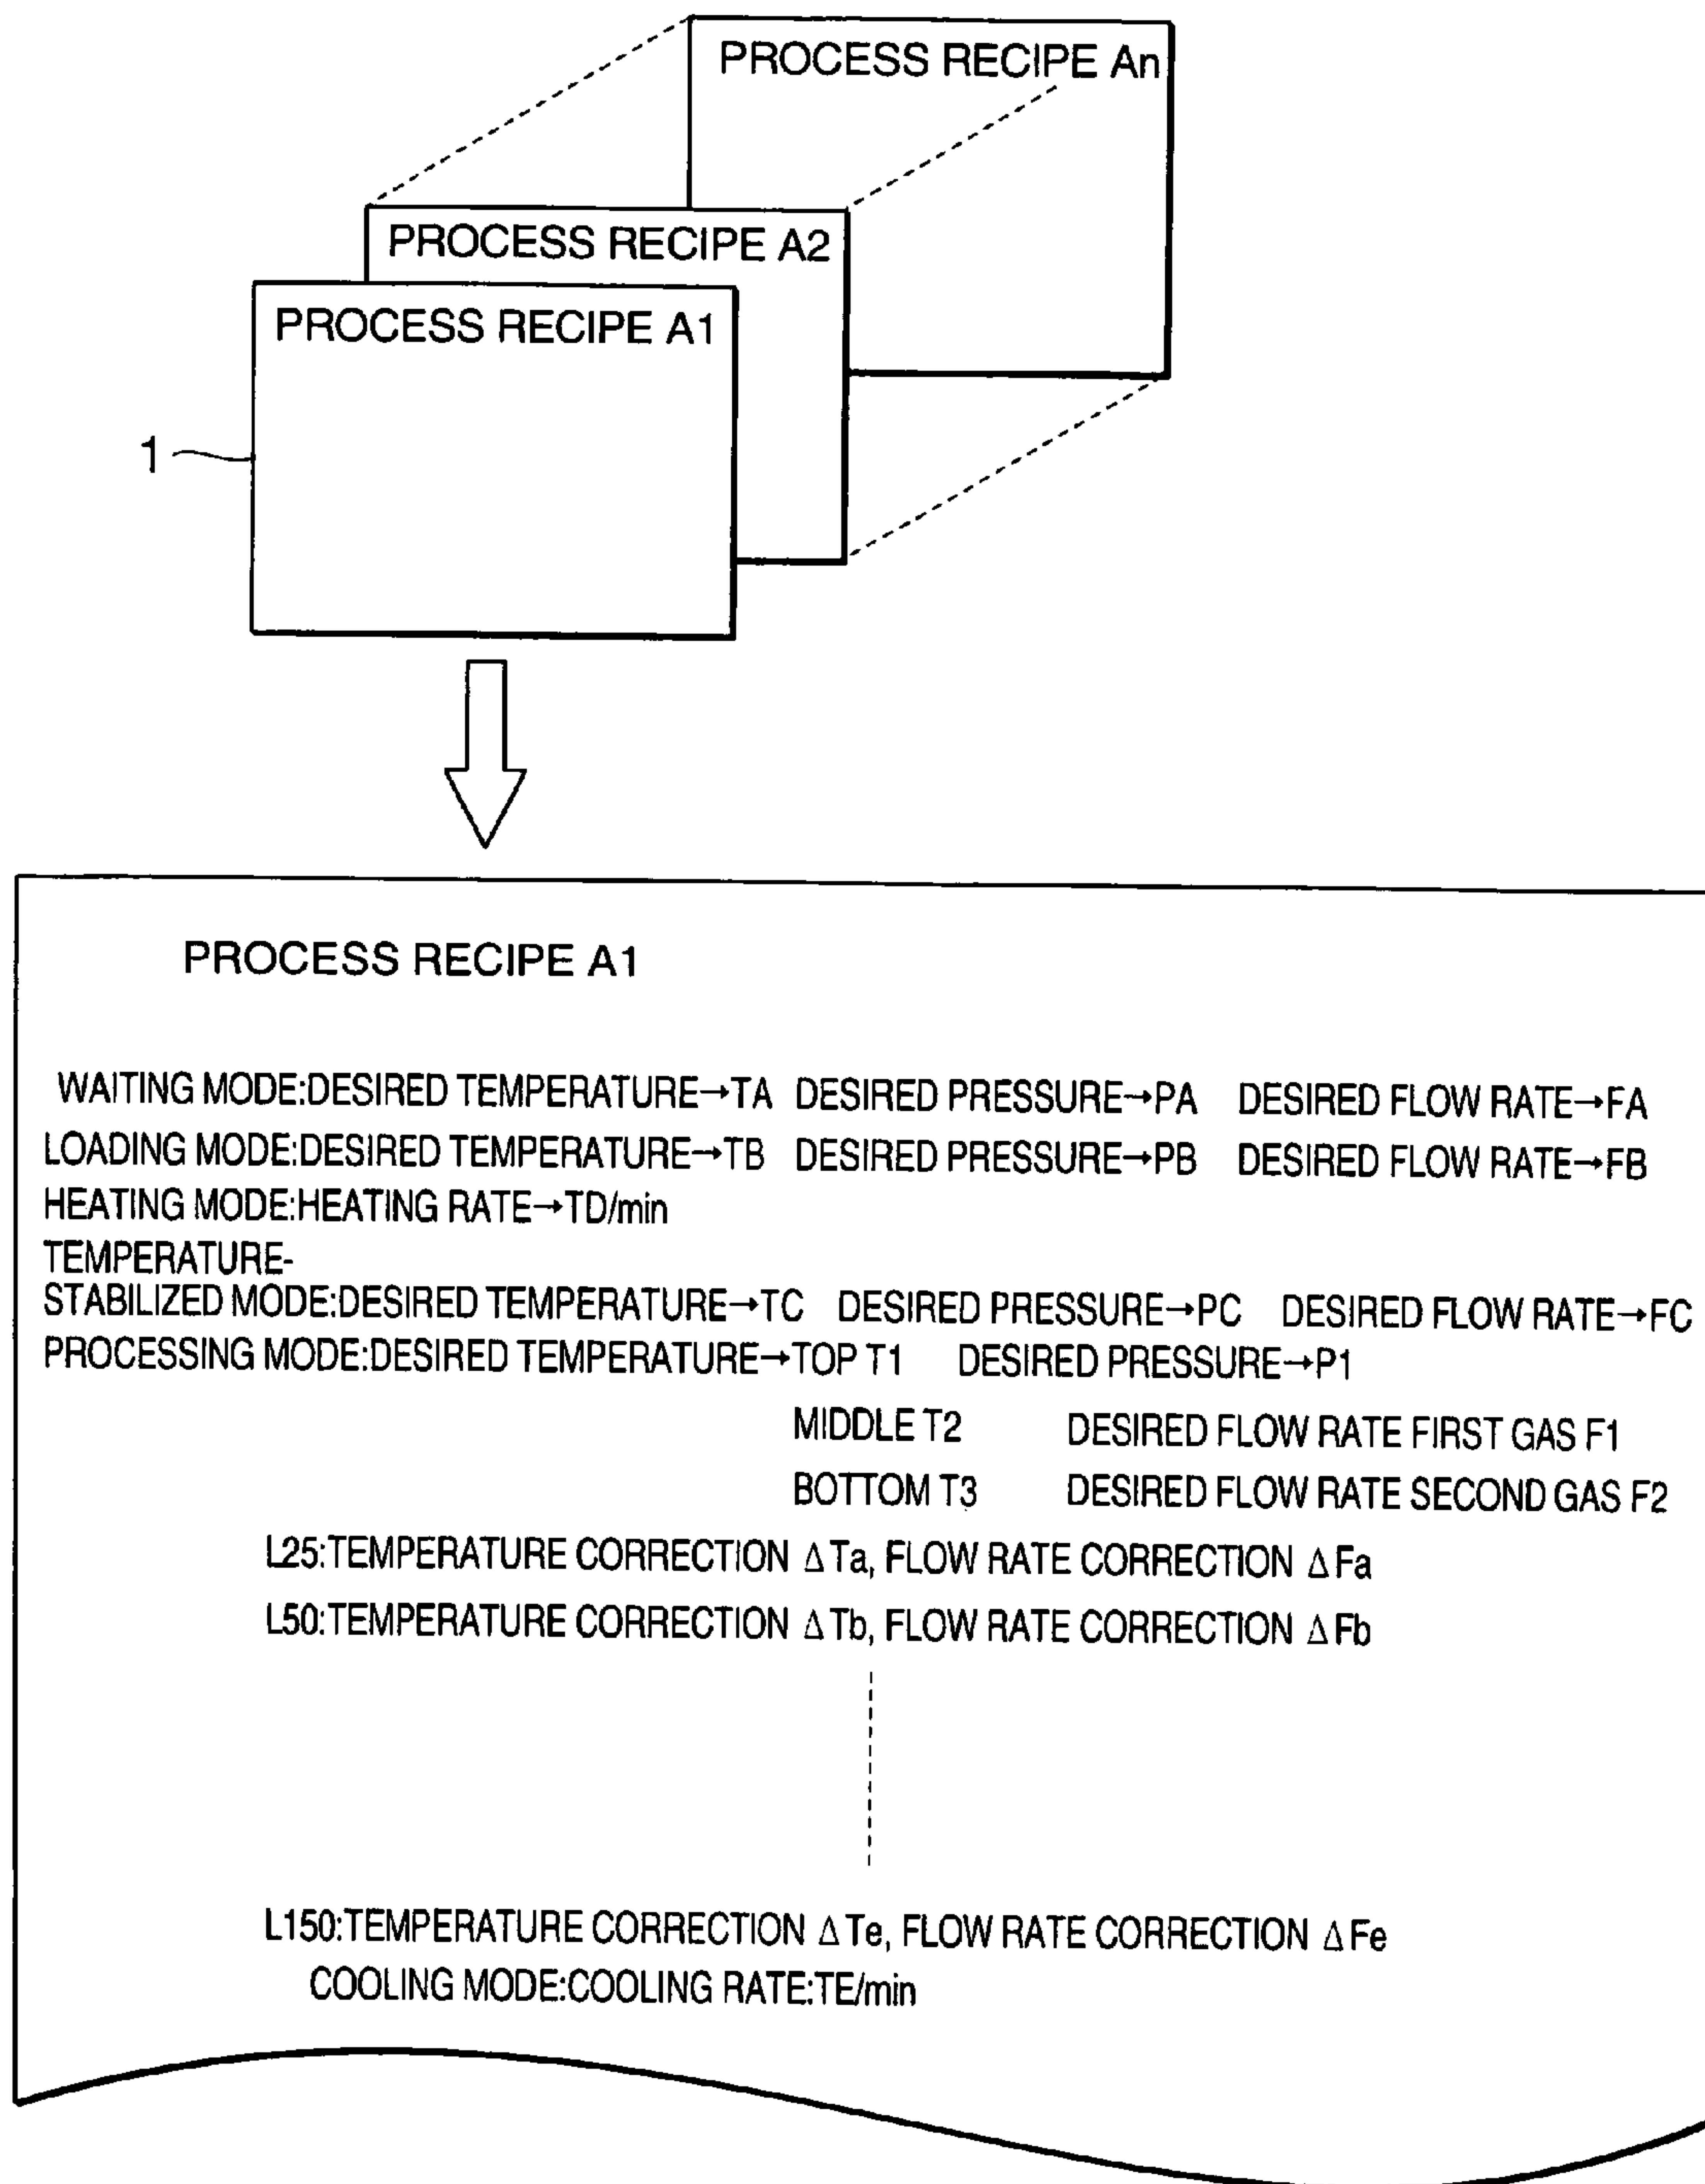 PROCESS RECIPE An
PROCESS RECIPE A2
PROCESS RECIPE A1
1
PROCESS RECIPE A1
WAITING MODE:DESIRED TEMPERATURE→TA DESIRED PRESSURE→PA DESIRED FLOW RATE→FA
LOADING MODE:DESIRED TEMPERATURE→TB DESIRED PRESSURE→PB DESIRED FLOW RATE→FB
HEATING MODE:HEATING RATE→TD/min
TEMPERATURE-
STABILIZED MODE:DESIRED TEMPERATURE→TC DESIRED PRESSURE→PC DESIRED FLOW RATE→FC
PROCESSING MODE:DESIRED TEMPERATURE→TOP T1 DESIRED PRESSURE→P1
MIDDLE T2 DESIRED FLOW RATE FIRST GAS F1
BOTTOM T3 DESIRED FLOW RATE SECOND GAS F2
L25:TEMPERATURE CORRECTION ΔTa, FLOW RATE CORRECTION ΔFa
L50:TEMPERATURE CORRECTION ΔTb, FLOW RATE CORRECTION ΔFb
L150:TEMPERATURE CORRECTION ΔTe, FLOW RATE CORRECTION ΔFe
COOLING MODE:COOLING RATE:TE/min